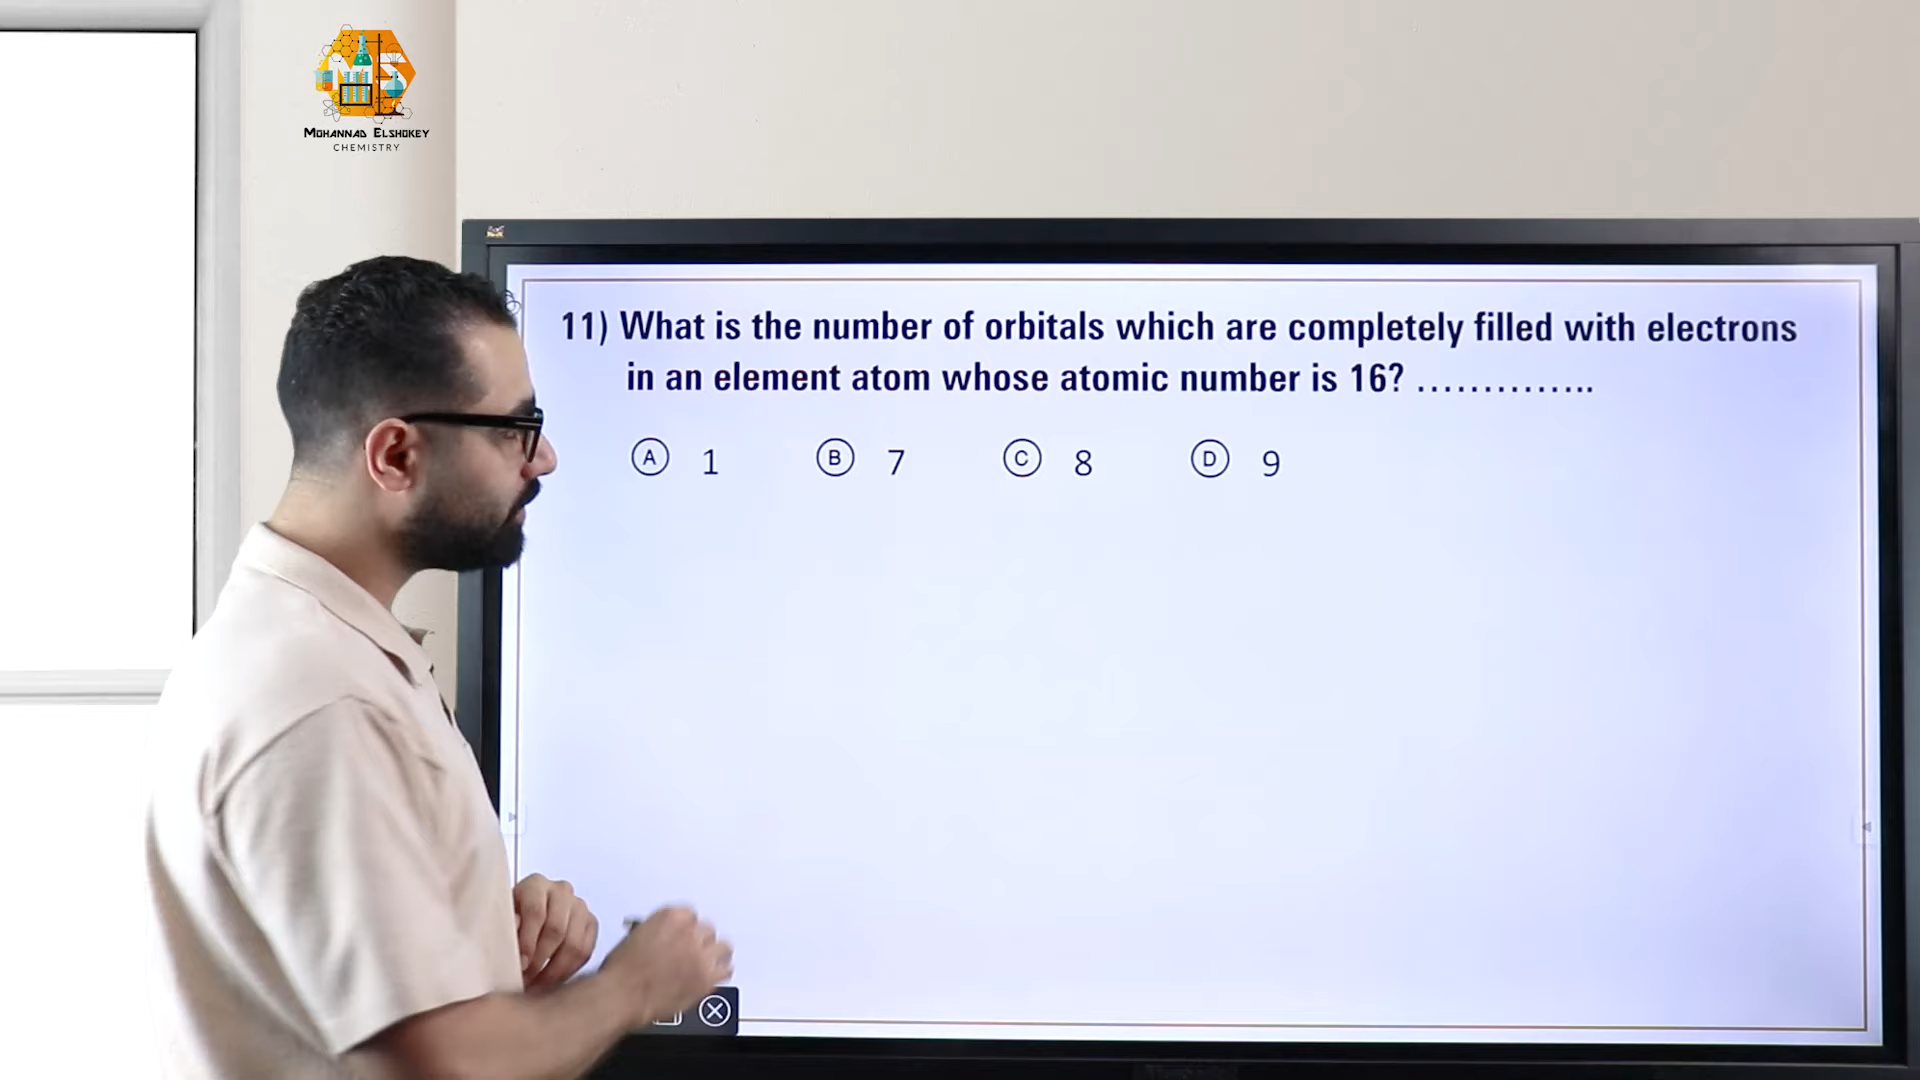 MS
MOHANNAD ELSHOKEY
CHEMISTRY
11) What is the number of orbitals which are completely filled with electrons
in an element atom whose atomic number is 16? ..............
A 1 B 7 C 8 D 9